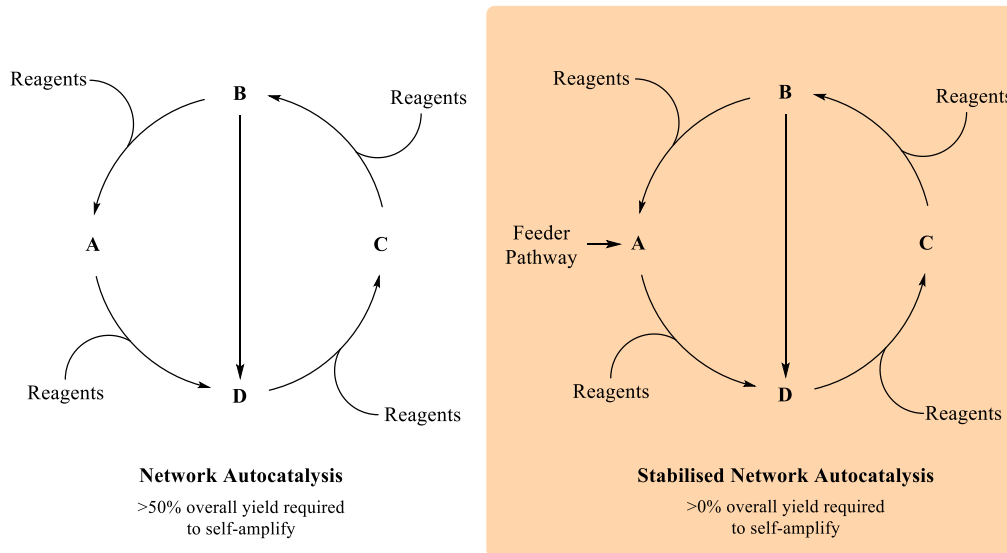 Reagents
B
Reagents
A
C
Reagents
D
Reagents
Network Autocatalysis
>50% overall yield required
to self-amplify
Reagents
B
Reagents
Feeder
Pathway
A
C
Reagents
D
Reagents
Stabilised Network Autocatalysis
>0% overall yield required
to self-amplify